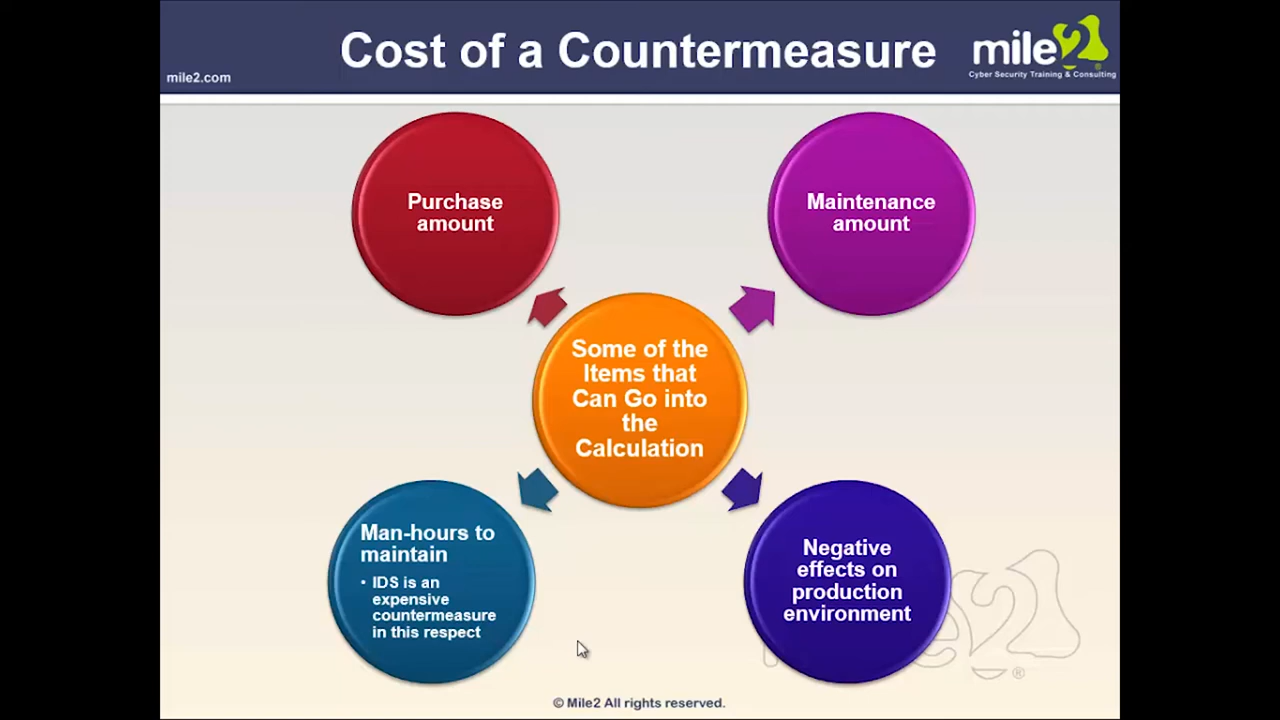 Cost of a Countermeasure
mile2
Cyber Security Training & Consulting
mile2.com
Purchase
amount
Maintenance
amount
Some of the
Items that
Can Go into
the
Calculation
Man-hours to
maintain
• IDS is an
expensive
countermeasure
in this respect
Negative
effects on
production
environment
© Mile2 All rights reserved.